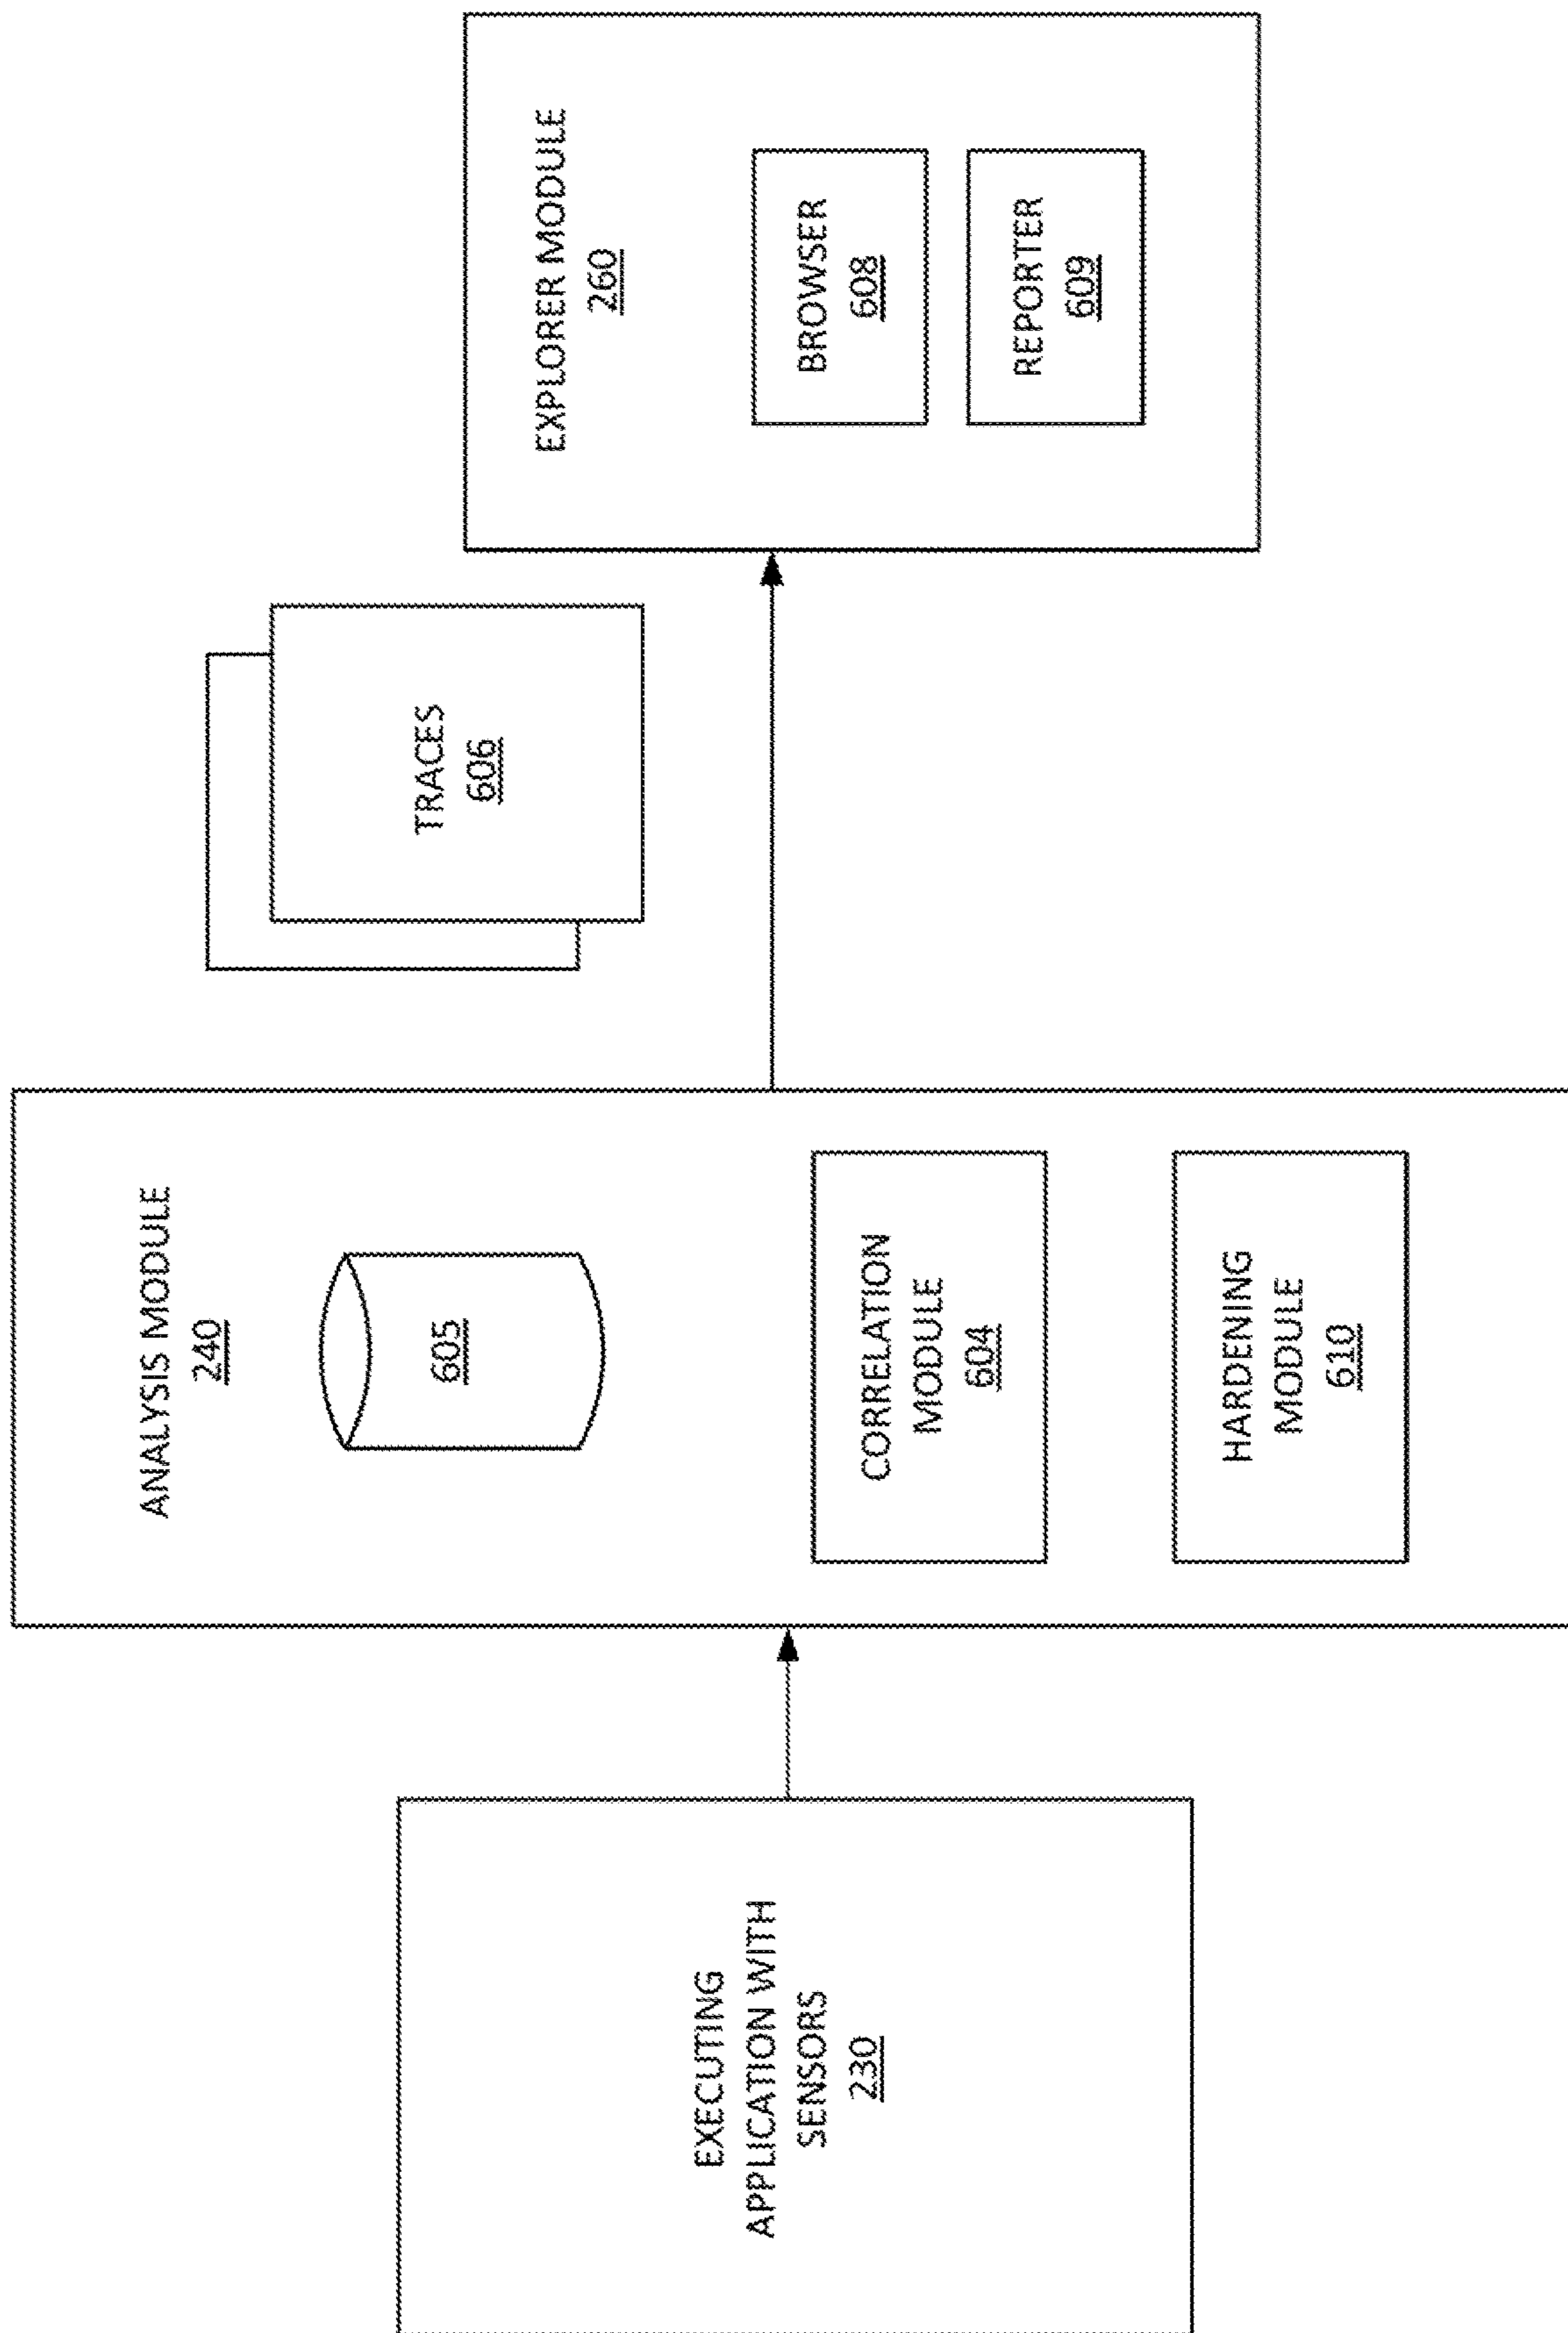 EXECUTING
APPLICATION WITH
SENSORS
230
ANALYSIS MODULE
240
605
CORRELATION
MODULE
604
HARDENING
MODULE
610
TRACES
606
EXPLORER MODULE
260
BROWSER
608
REPORTER
609